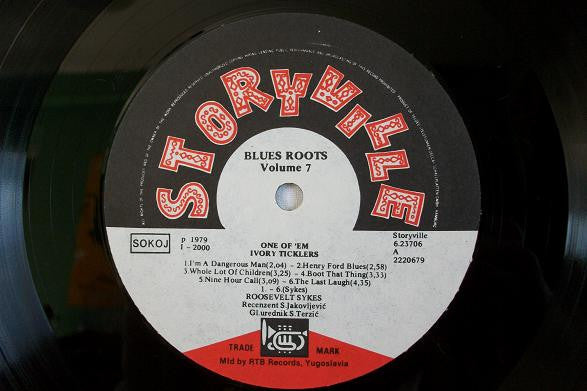 STORYVILLE
BLUES ROOTS
Volume 7
SOKOJ
p 1979
I - 2000
ONE OF 'EM
IVORY TICKLERS
Storyville
6.23706
A
2220679
1.I'm A Dangerous Man(2,04) - 2.Henry Ford Blues(2,58)
3.Whole Lot Of Children(3,25) - 4.Boot That Thing(3,33)
5.Nine Hour Call(3,09) - 6.The Last Laugh(4,35)
1. - 6.(Sykes)
ROOSEVELT SYKES
Recenzent S.Jakovljević
Gl.urednik S.Terzić
TRADE MARK
Mfd by RTB Records, Yugoslavia